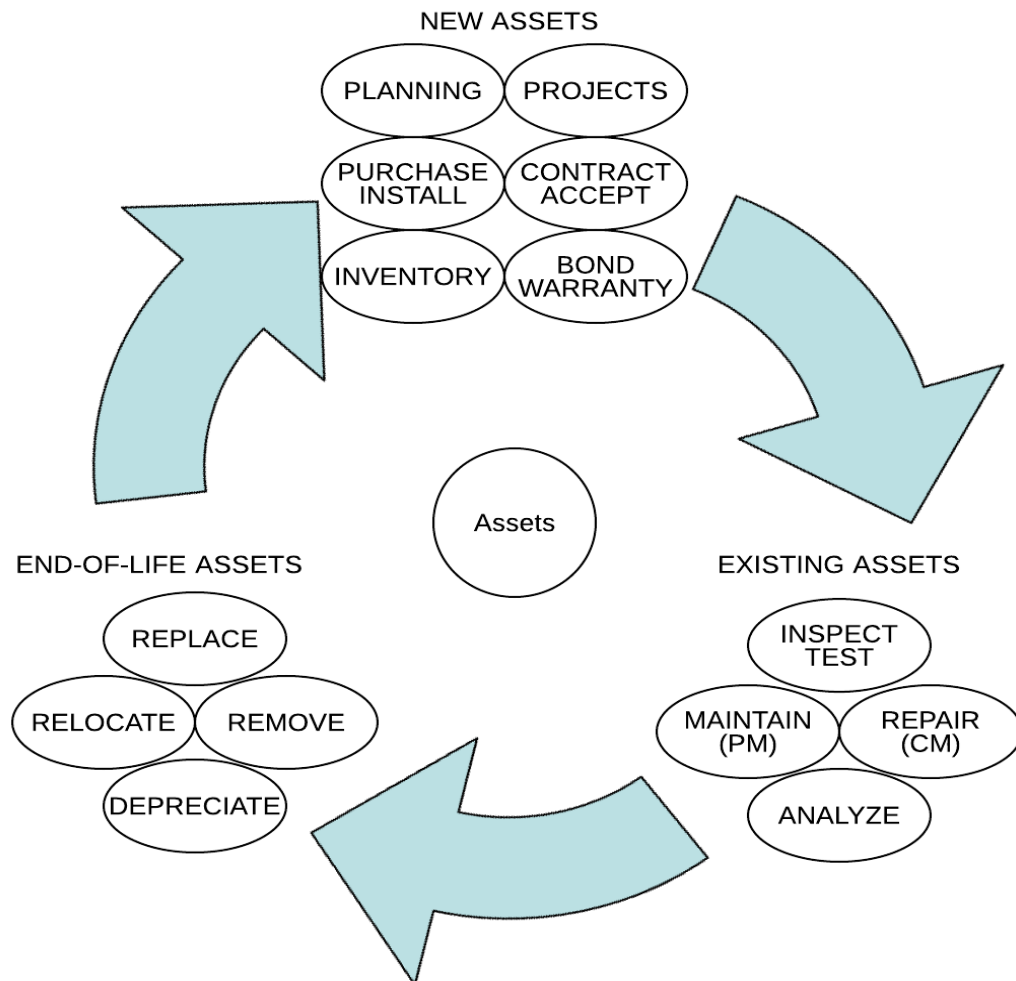 NEW ASSETS
PLANNING
PROJECTS
PURCHASE
INSTALL
CONTRACT
ACCEPT
INVENTORY
BOND
WARRANTY
Assets
END-OF-LIFE ASSETS
REPLACE
RELOCATE
REMOVE
DEPRECIATE
EXISTING ASSETS
INSPECT
TEST
MAINTAIN
(PM)
REPAIR
(CM)
ANALYZE